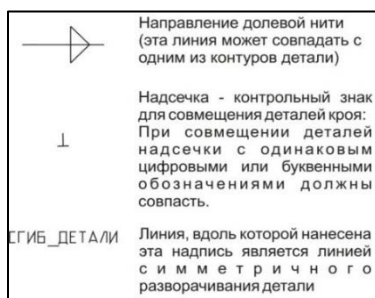 Направление долевой нити
(эта линия может совпадать с
одним из контуров детали)
Надсечка - контрольный знак
для совмещения деталей кроя:
При совмещении деталей
надсечки с одинаковым
цифровыми или буквенными
обозначениями должны
совпасть.
СГИБ_ДЕТАЛИ
Линия, вдоль которой нанесена
эта надпись является линией
симметричного
разворачивания детали